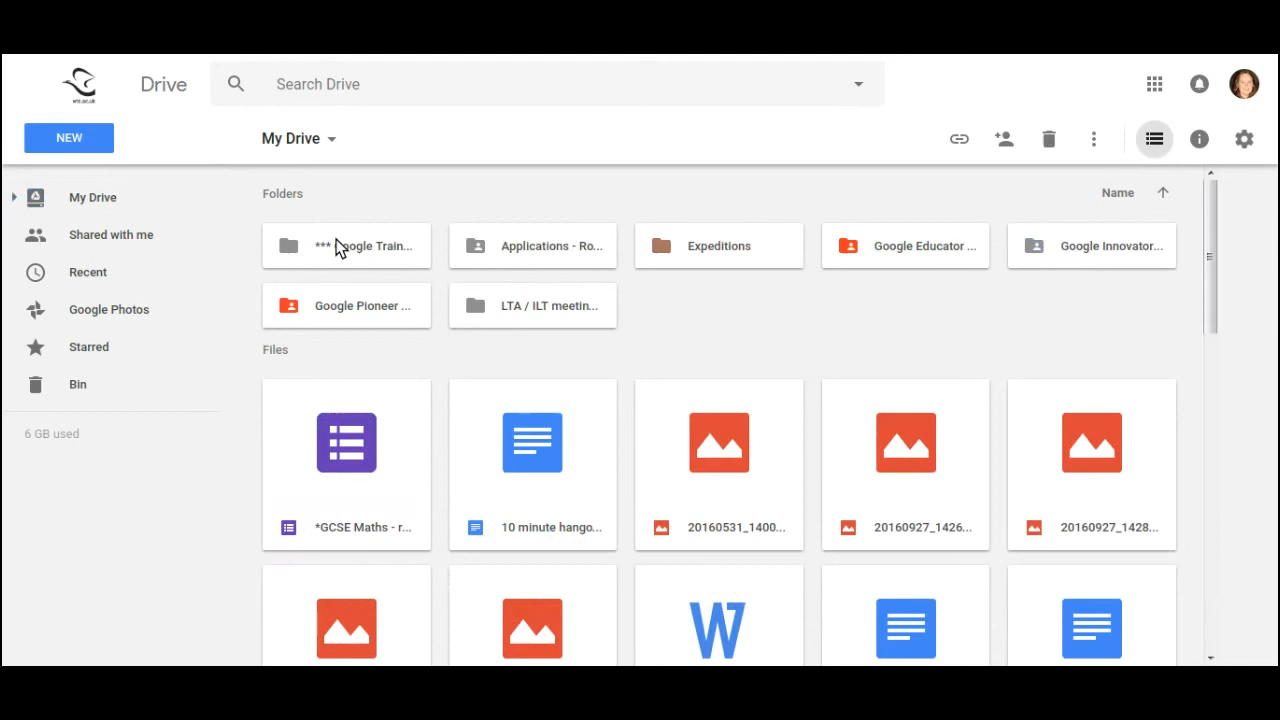 Drive
Search Drive
NEW
My Drive
My Drive
Shared with me
Recent
Google Photos
Starred
Bin
6 GB used
Folders
Name
*** Google Train...
Applications - Ro...
Expeditions
Google Educator ...
Google Innovator...
Google Pioneer ...
LTA / ILT meetin...
Files
*GCSE Maths - r...
10 minute hango...
20160531_1400...
20160927_1426...
20160927_1428...
W